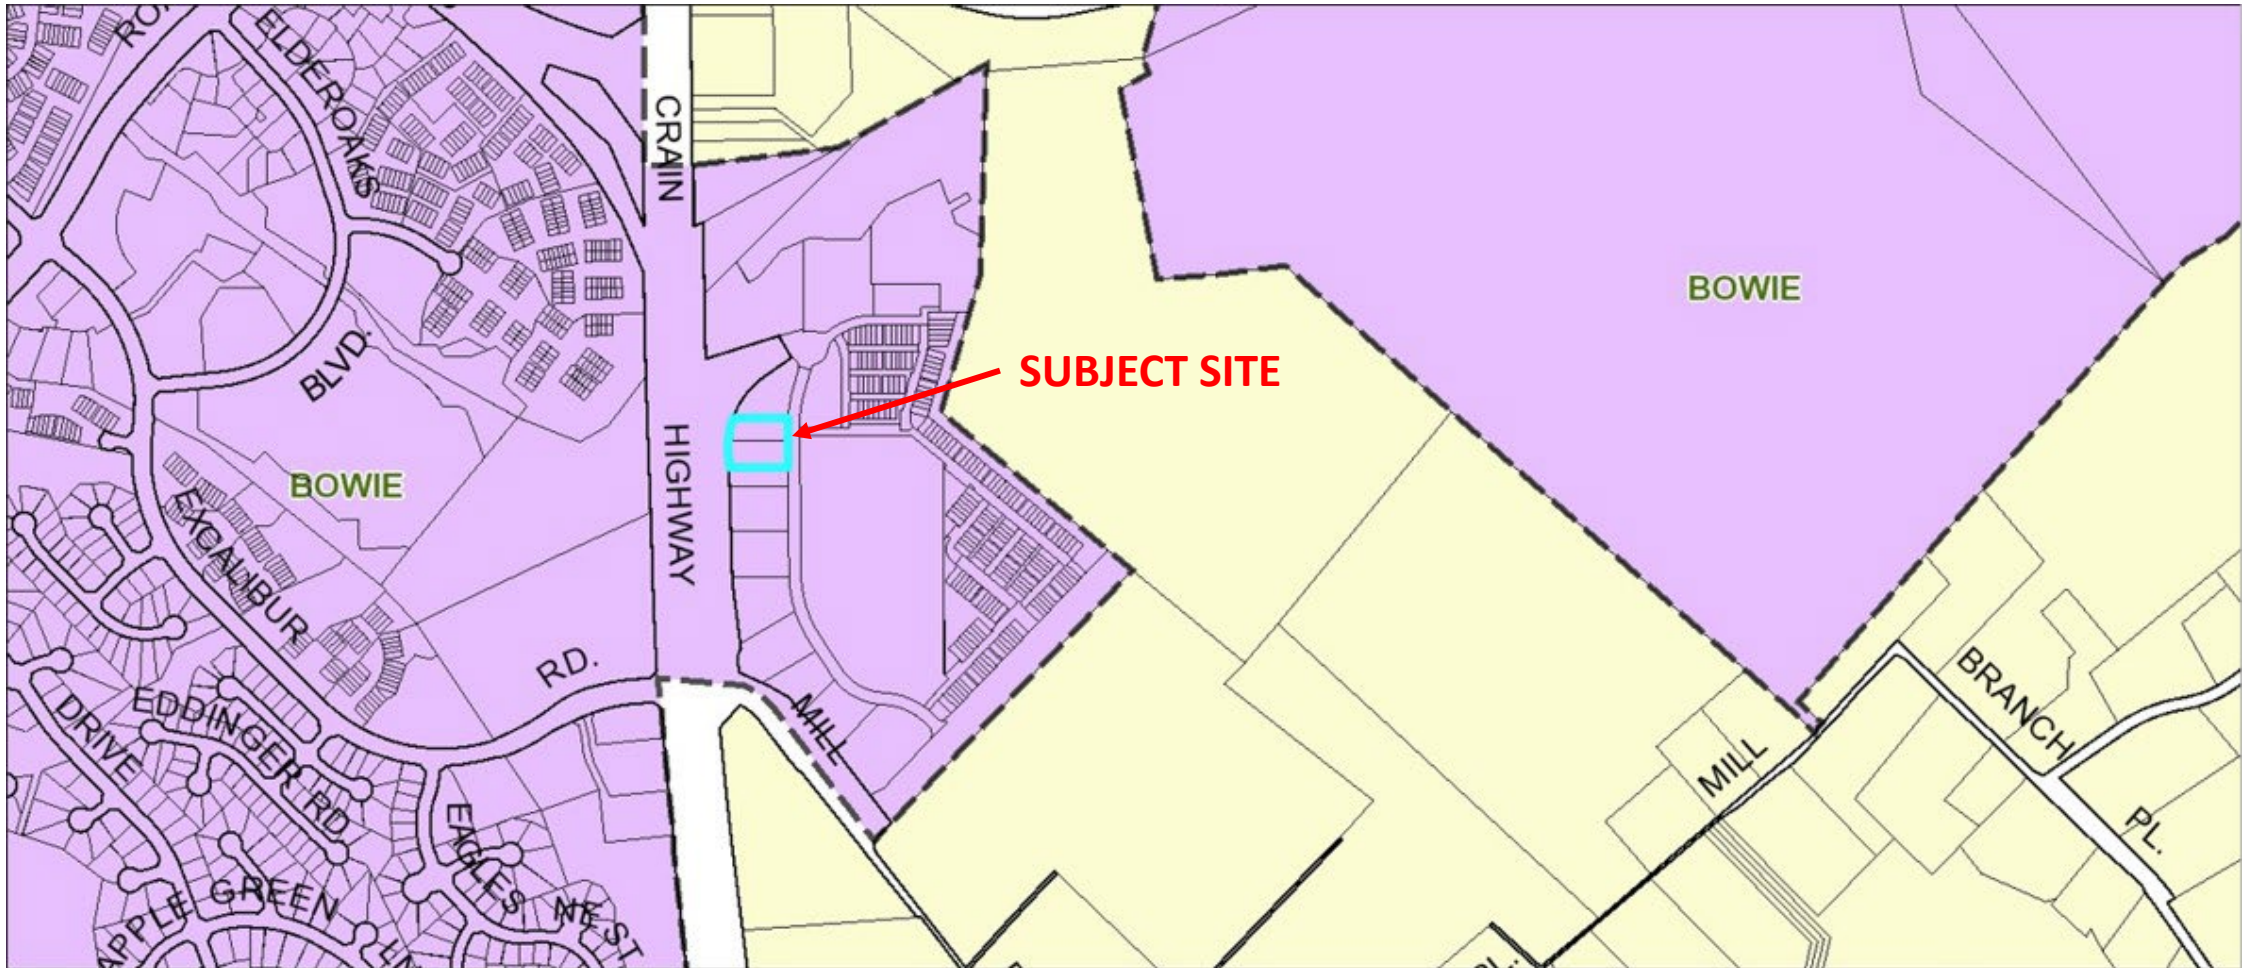 ELDEROAKS
CRAIN
BOWIE
SUBJECT SITE
BLVD.
HIGHWAY
BOWIE
EXCALIBUR
RD.
BRANCH
MILL
EDDINGER RD.
DRIVE
MILL
PL.
EAGLES NEST
APPLE GREEN